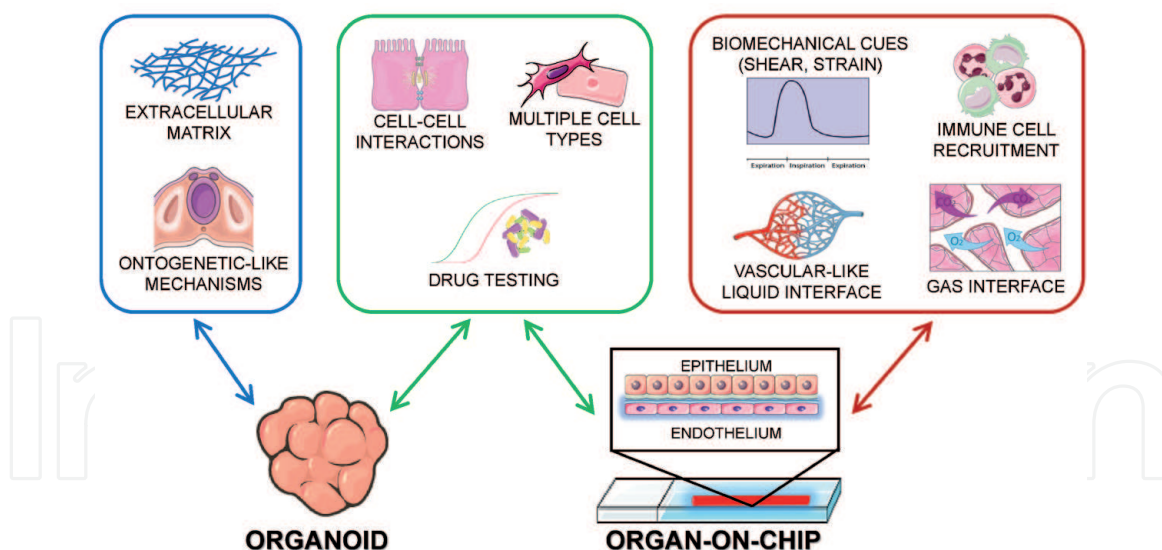 EXTRACELLULAR
MATRIX
ONTOGENETIC-LIKE
MECHANISMS
CELL-CELL
INTERACTIONS
MULTIPLE CELL
TYPES
DRUG TESTING
BIOMECHANICAL CUES
(SHEAR, STRAIN)
Expiration Inspiration Expiration
IMMUNE CELL
RECRUITMENT
VASCULAR-LIKE
LIQUID INTERFACE
CO₂
O₂
O₂
GAS INTERFACE
EPITHELIUM
ENDOTHELIUM
ORGANOID
ORGAN-ON-CHIP